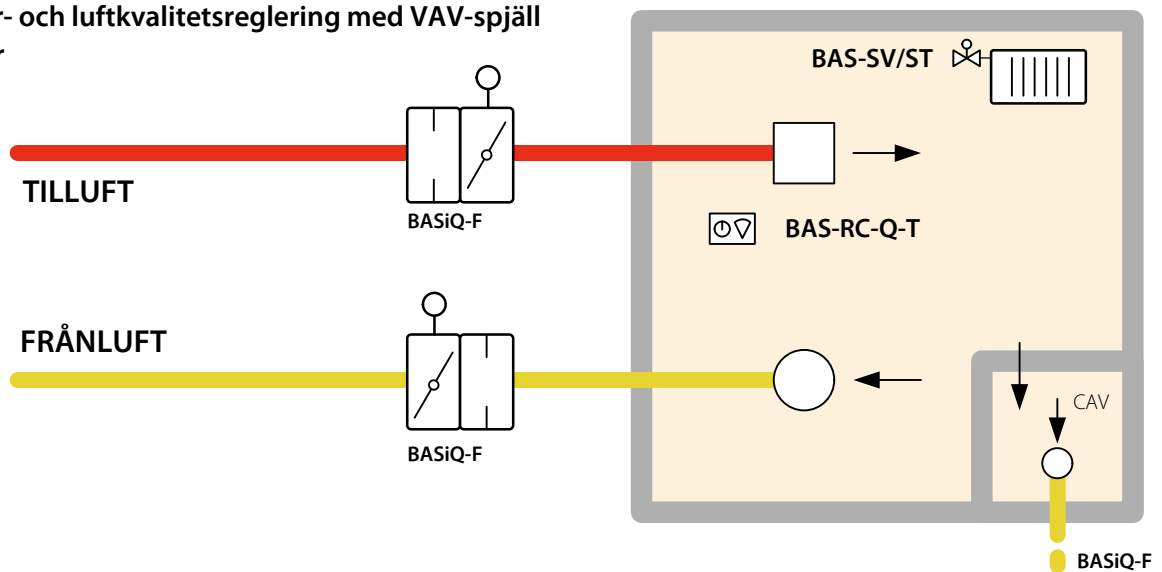 - och luftkvalitetsreglering med VAV-spjäll
BAS-SV/ST
TILLUFT
BASiQ-F
BAS-RC-Q-T
FRÅNLUFT
BASiQ-F
CAV
BASiQ-F